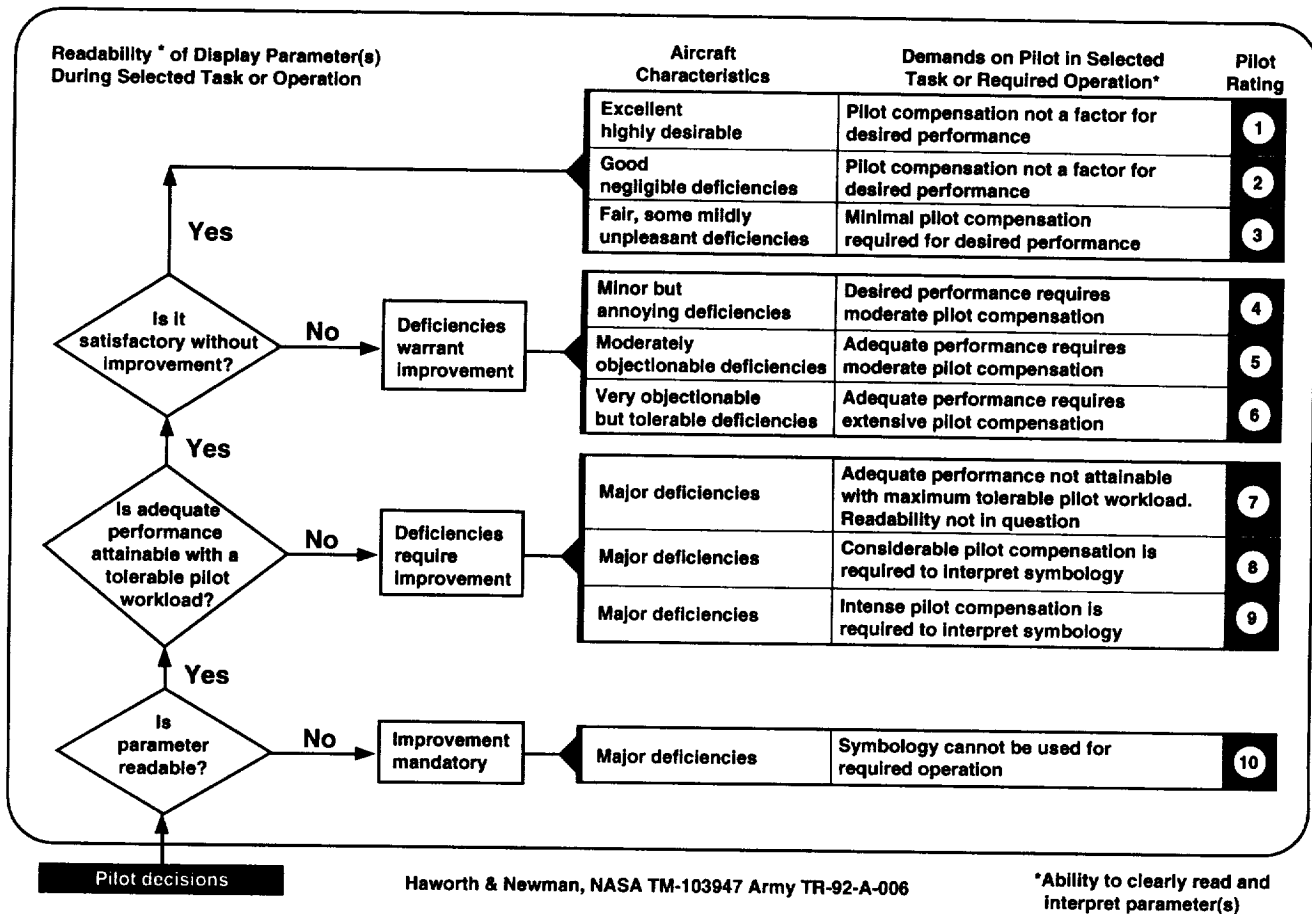 Readability * of Display Parameter(s)
During Selected Task or Operation
Aircraft
Characteristics
Demands on Pilot in Selected
Task or Required Operation*
Pilot
Rating
Excellent
highly desirable
Pilot compensation not a factor for
desired performance
1
Good
negligible deficiencies
Pilot compensation not a factor for
desired performance
2
Fair, some mildly
unpleasant deficiencies
Minimal pilot compensation
required for desired performance
3
Yes
Is it
satisfactory without
improvement?
No
Deficiencies
warrant
improvement
Minor but
annoying deficiencies
Desired performance requires
moderate pilot compensation
4
Moderately
objectionable deficiencies
Adequate performance requires
moderate pilot compensation
5
Very objectionable
but tolerable deficiencies
Adequate performance requires
extensive pilot compensation
6
Yes
Is adequate
performance
attainable with a
tolerable pilot
workload?
No
Deficiencies
require
improvement
Major deficiencies
Adequate performance not attainable
with maximum tolerable pilot workload.
Readability not in question
7
Major deficiencies
Considerable pilot compensation is
required to interpret symbology
8
Major deficiencies
Intense pilot compensation is
required to interpret symbology
9
Yes
Is
parameter
readable?
No
Improvement
mandatory
Major deficiencies
Symbology cannot be used for
required operation
10
Pilot decisions
Haworth & Newman, NASA TM-103947 Army TR-92-A-006
*Ability to clearly read and
interpret parameter(s)